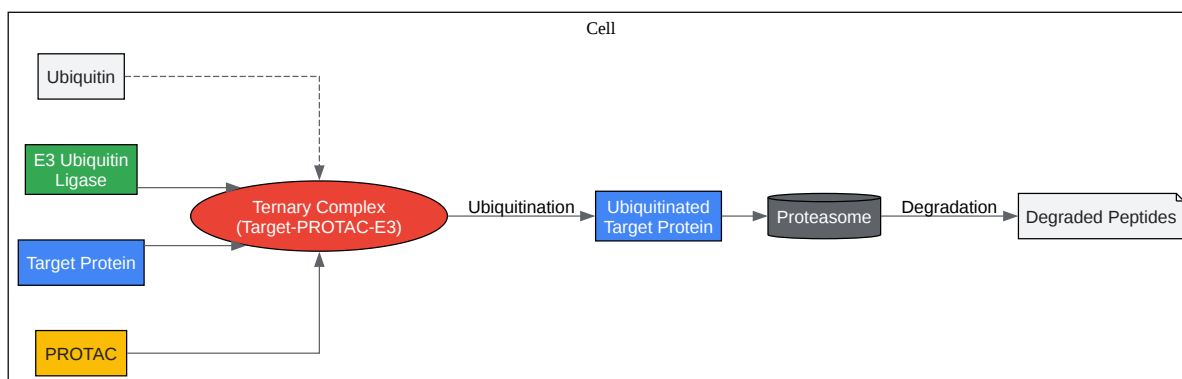 Cell
Ubiquitin
E3 Ubiquitin
Ligase
Target Protein
PROTAC
Ternary Complex
(Target-PROTAC-E3)
Ubiquitination
Ubiquitinated
Target Protein
Proteasome
Degradation
Degraded Peptides